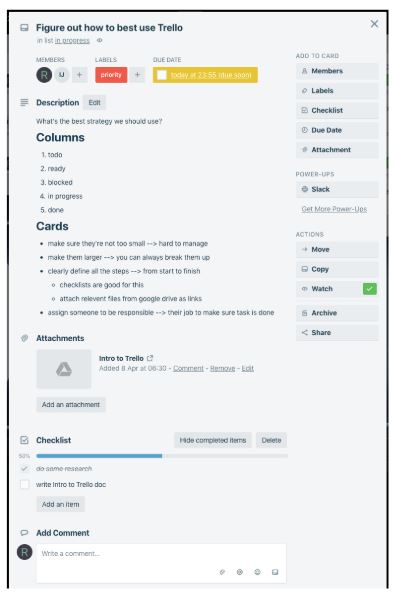 Figure out how to best use Trello
in list in progress
ADD TO CARD
MEMBERS LABELS DUE DATE
R IJ + priority + today at 23:55 (due soon)
Members
Labels
Checklist
Due Date
Attachment
Description Edit
What's the best strategy we should use?
Columns
1. todo
2. ready
3. blocked
4. in progress
5. done
POWER-UPS
Slack
Get More Power-Ups
Cards
• make sure they're not too small --> hard to manage
• make them larger --> you can always break them up
• clearly define all the steps --> from start to finish
◦ checklists are good for this
◦ attach relevent files from google drive as links
• assign someone to be responsible --> their job to make sure task is done
ACTIONS
Move
Copy
Watch
Archive
Share
Attachments
Intro to Trello
Added 8 Apr at 06:30 - Comment - Remove - Edit
Add an attachment
Checklist Hide completed items Delete
50%
do some research
write Intro to Trello doc
Add an item
Add Comment
R Write a comment...